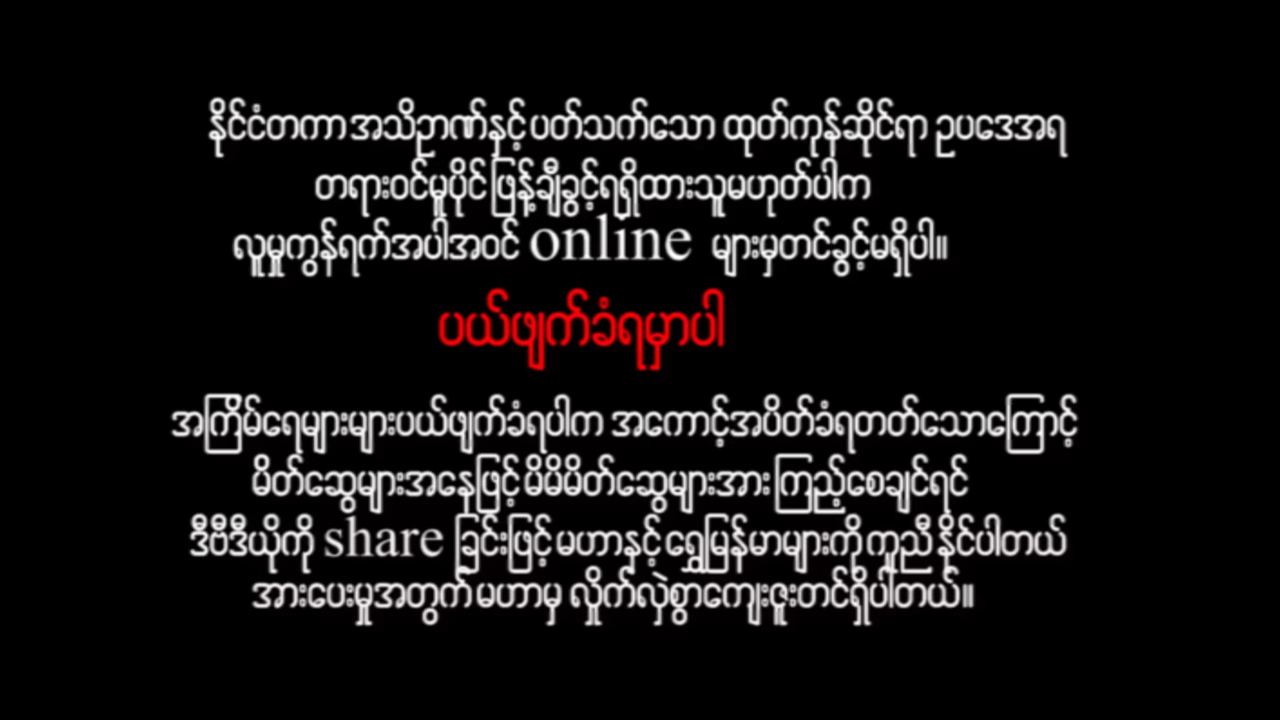 နိုင်ငံတကာ အသိဉာဏ်နှင့် ပတ်သက်သော ထုတ်ကုန်ဆိုင်ရာ ဥပဒေအရ
တရားဝင်မူပိုင် ဖြန့်ချီခွင့်ရရှိထားသူမဟုတ်ပါက
လူမှုကွန်ရက်အပါအဝင် online များမှတင်ခွင့်မရှိပါ။
ပယ်ဖျက်ခံရမှာပါ
အကြိမ်ရေများများပယ်ဖျက်ခံရပါက အကောင့်အပိတ်ခံရတတ်သောကြောင့်
မိတ်ဆွေများအနေဖြင့် မိမိမိတ်ဆွေများအား ကြည့်စေချင်ရင်
ဒီဗီဒီယိုကို share ခြင်းဖြင့် မဟာနှင့် ရွှေမြန်မာများကို ကူညီ နိုင်ပါတယ်
အားပေးမှုအတွက် မဟာမှ လှိုက်လှဲစွာကျေးဇူးတင်ရှိပါတယ်။